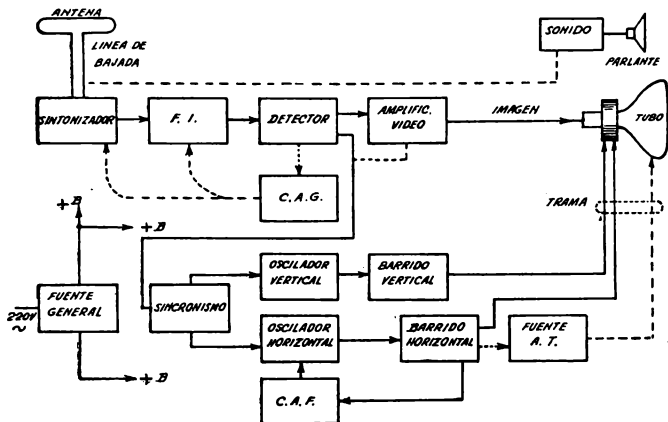 ANTENA
LINEA DE
BAJADA
SONIDO
PARLANTE
SINTONIZADOR
F. I.
DETECTOR
AMPLIFIC.
VIDEO
IMAGEN
TUBO
C.A.G.
TRAMA
+B
+B
FUENTE
GENERAL
220V
~
+B
SINCRONISMO
OSCILADOR
VERTICAL
BARRIDO
VERTICAL
OSCILADOR
HORIZONTAL
BARRIDO
HORIZONTAL
FUENTE
A. T.
C.A.F.